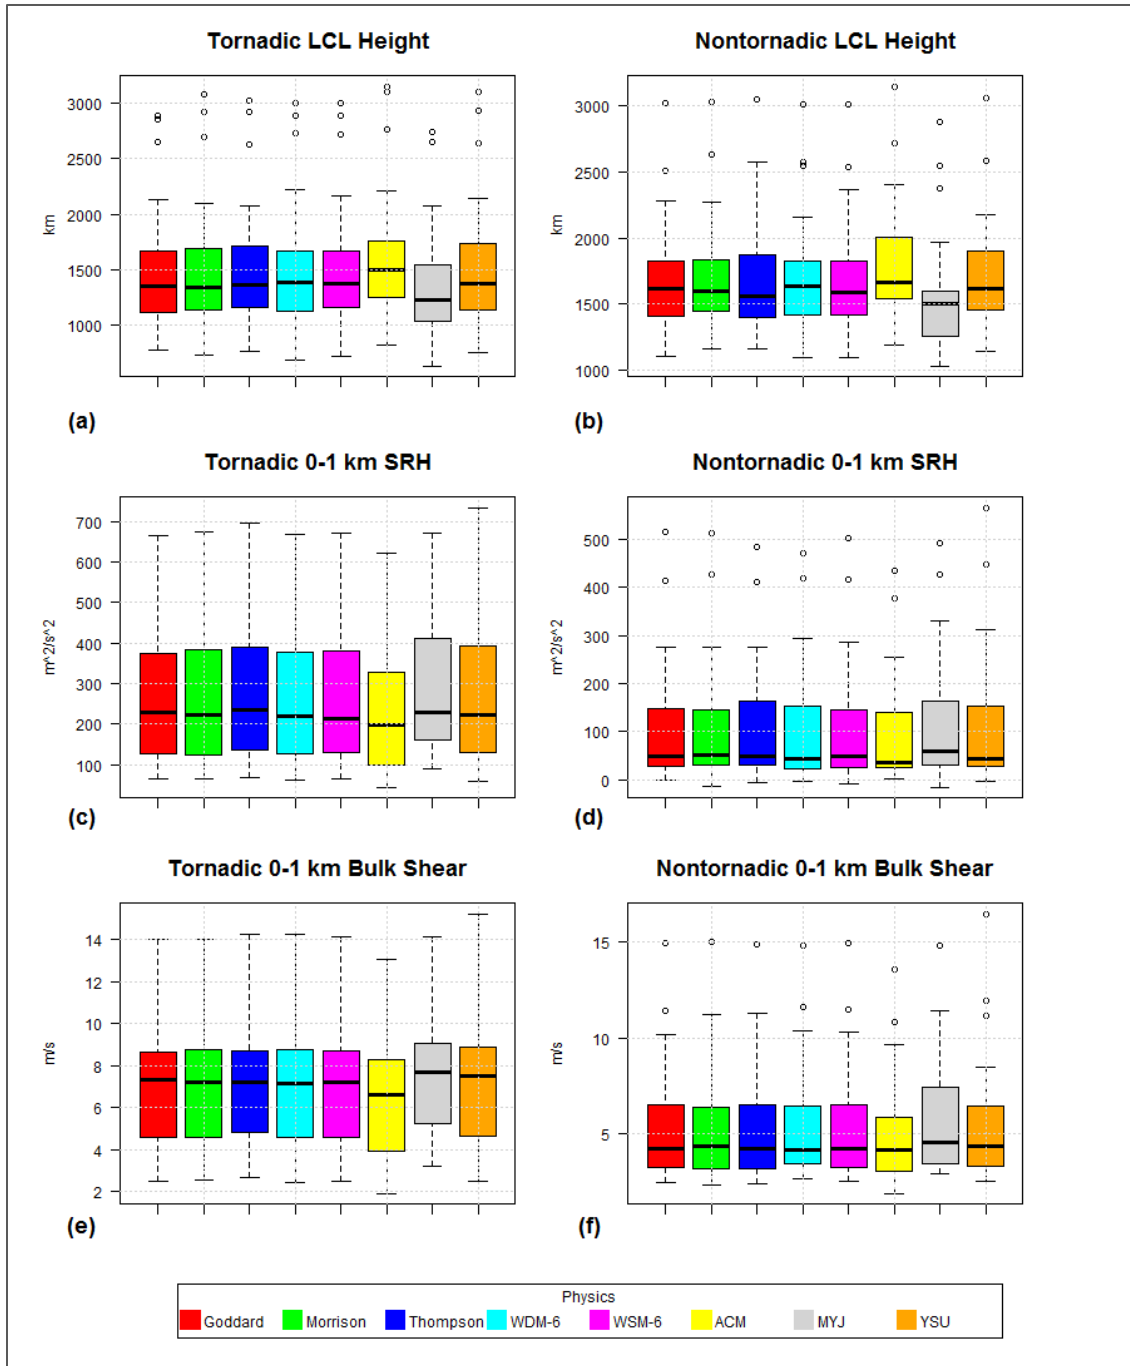 Tornadic LCL Height
Nontornadic LCL Height
km
3000
2500
2000
1500
1000
km
3000
2500
2000
1500
1000
(a)
(b)
Tornadic 0-1 km SRH
Nontornadic 0-1 km SRH
m^2/s^2
700
600
500
400
300
200
100
m^2/s^2
500
400
300
200
100
0
(c)
(d)
Tornadic 0-1 km Bulk Shear
Nontornadic 0-1 km Bulk Shear
m/s
14
12
10
8
6
4
2
m/s
15
10
5
(e)
(f)
Physics
Goddard Morrison Thompson WDM-6 WSM-6 ACM MYJ YSU